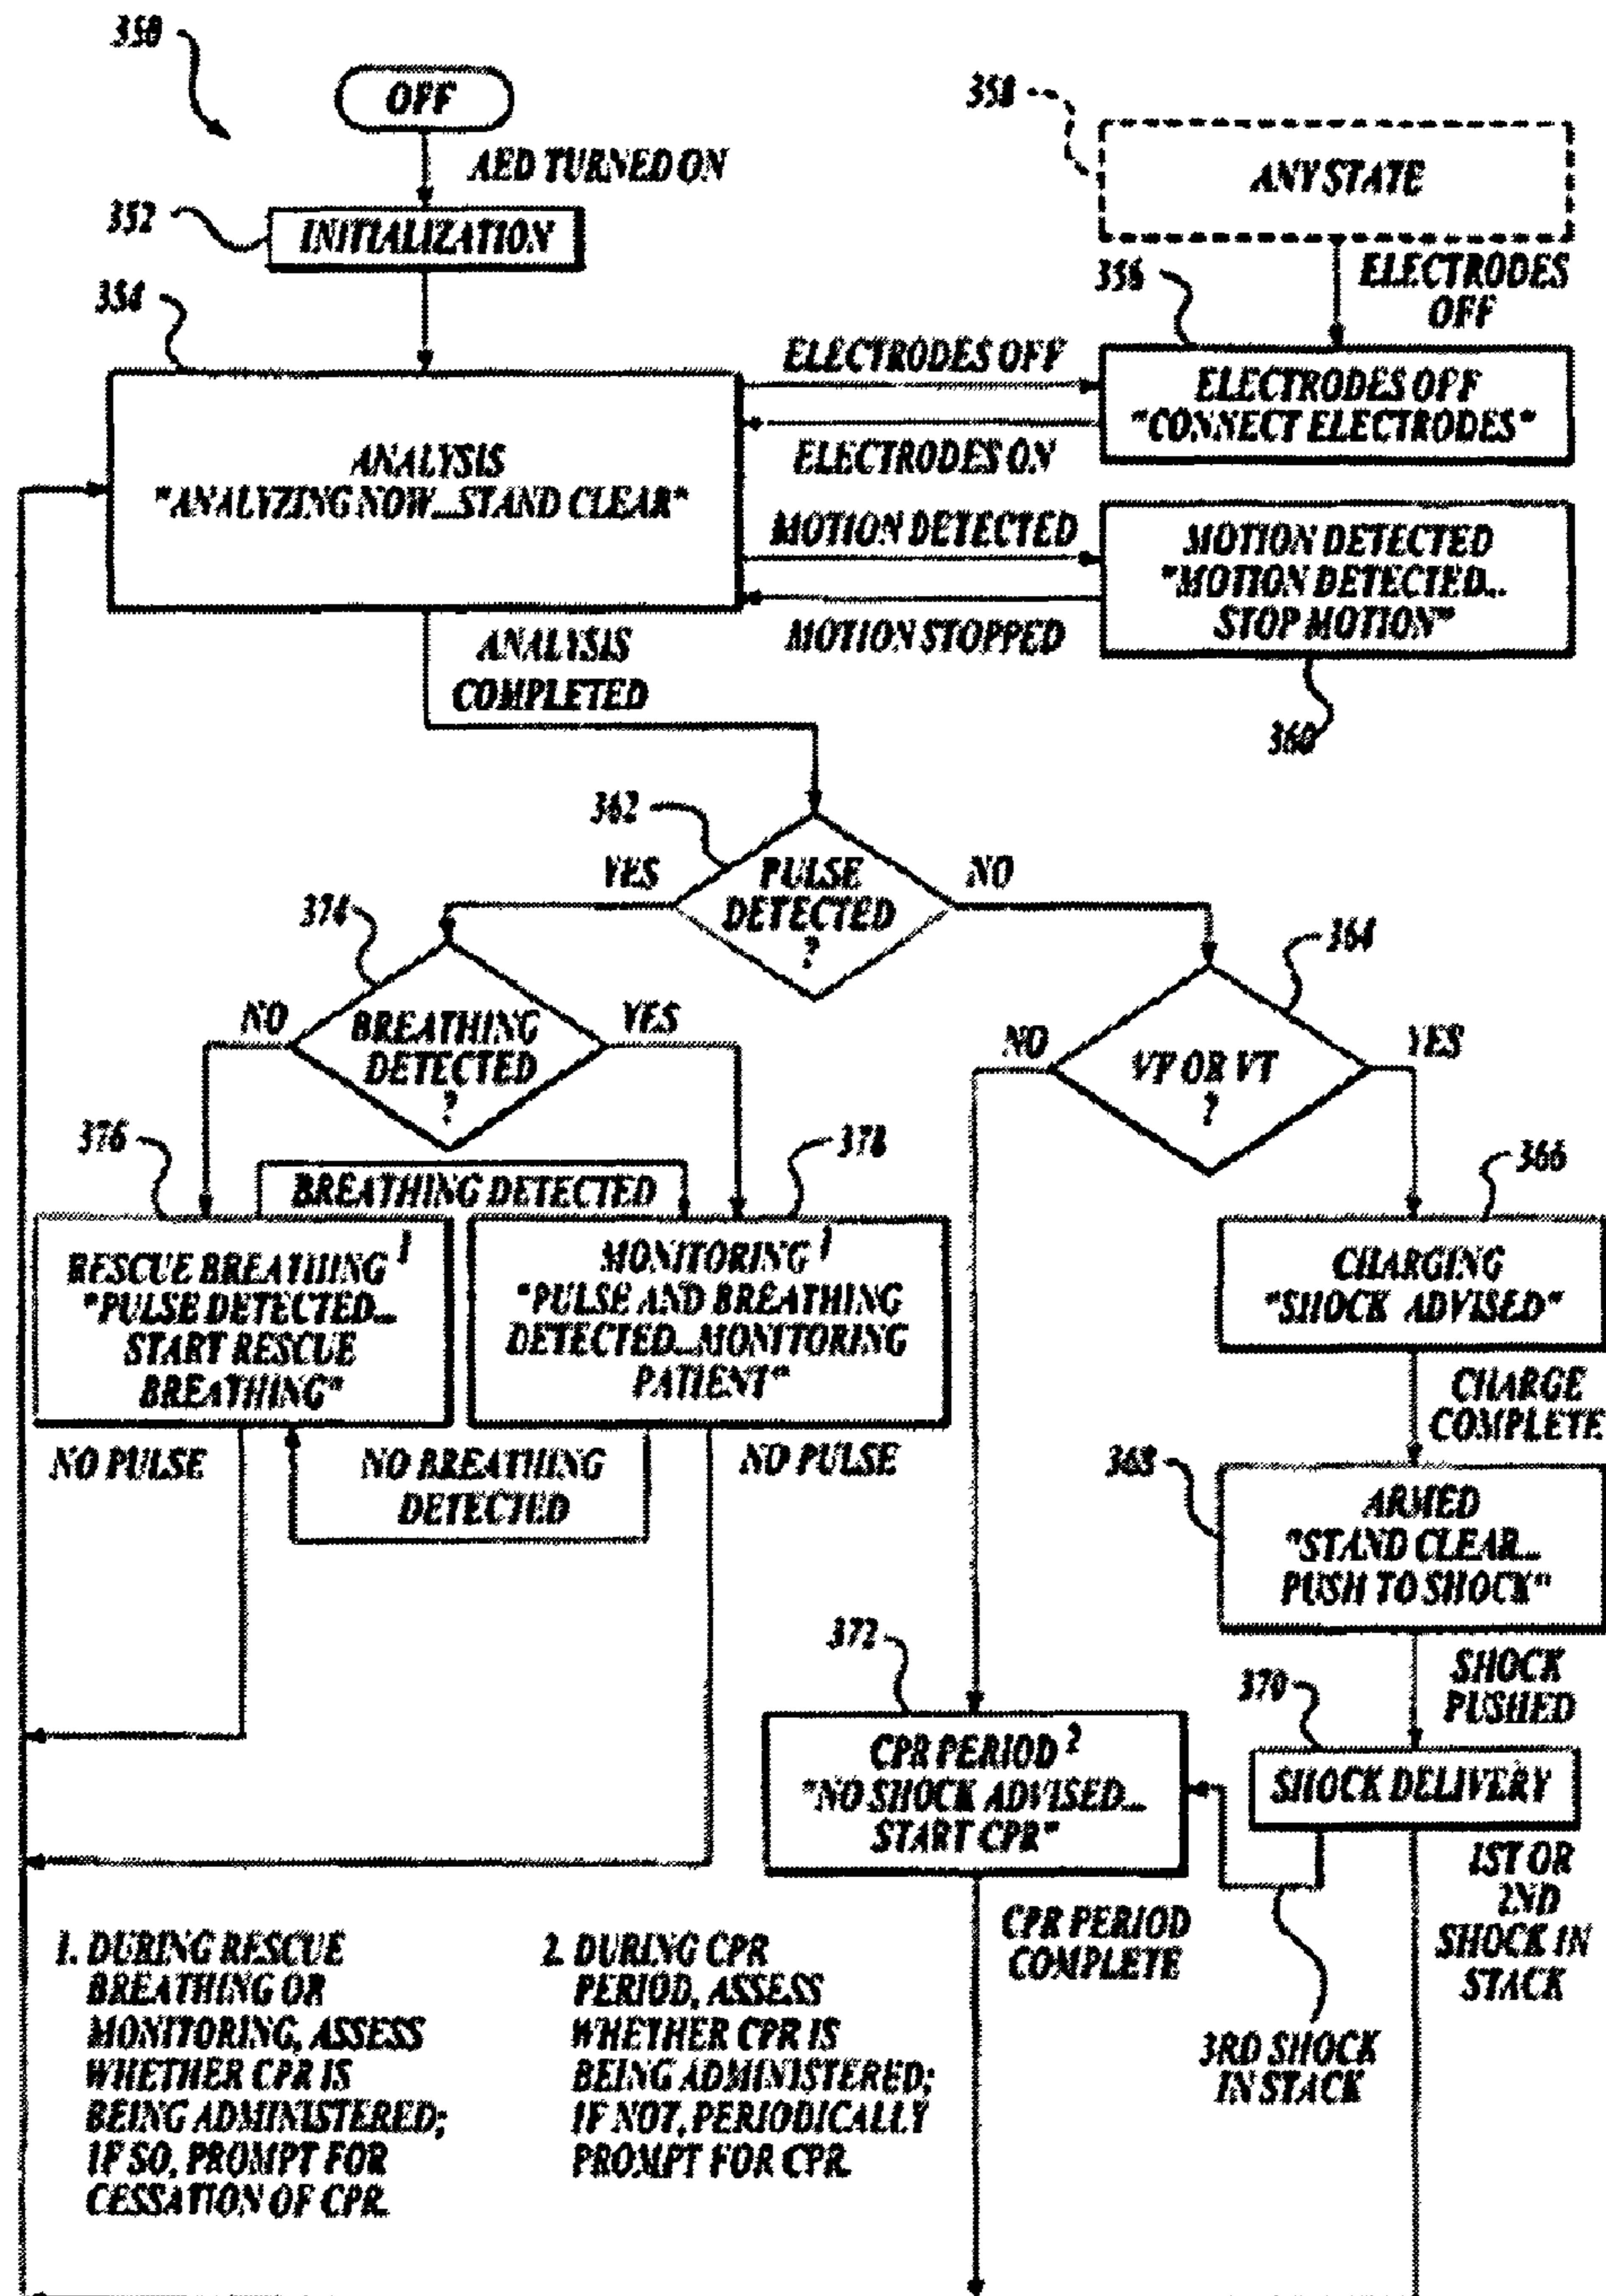 350
OFF
AED TURNED ON
352
INITIALIZATION
358
ANY STATE
ELECTRODES
OFF
354
356
ELECTRODES OFF
ELECTRODES OFF
"CONNECT ELECTRODES"
ELECTRODES ON
ANALYSIS
"ANALYZING NOW...STAND CLEAR"
MOTION DETECTED
MOTION DETECTED
"MOTION DETECTED...
STOP MOTION"
MOTION STOPPED
360
ANALYSIS
COMPLETED
362
YES
PULSE
DETECTED
?
NO
374
NO
BREATHING
DETECTED
?
YES
364
NO
VF OR VT
?
YES
376
BREATHING DETECTED
378
366
RESCUE BREATHING 1
"PULSE DETECTED...
START RESCUE
BREATHING"
MONITORING 1
"PULSE AND BREATHING
DETECTED...MONITORING
PATIENT"
CHARGING
"SHOCK ADVISED"
CHARGE
COMPLETE
NO PULSE
NO BREATHING
DETECTED
NO PULSE
368
ARMED
"STAND CLEAR...
PUSH TO SHOCK"
SHOCK
PUSHED
372
370
CPR PERIOD 2
"NO SHOCK ADVISED...
START CPR"
SHOCK DELIVERY
1ST OR
2ND
SHOCK IN
STACK
CPR PERIOD
COMPLETE
3RD SHOCK
IN STACK
1. DURING RESCUE
BREATHING OR
MONITORING, ASSESS
WHETHER CPR IS
BEING ADMINISTERED;
IF SO, PROMPT FOR
CESSATION OF CPR.
2. DURING CPR
PERIOD, ASSESS
WHETHER CPR IS
BEING ADMINISTERED;
IF NOT, PERIODICALLY
PROMPT FOR CPR.